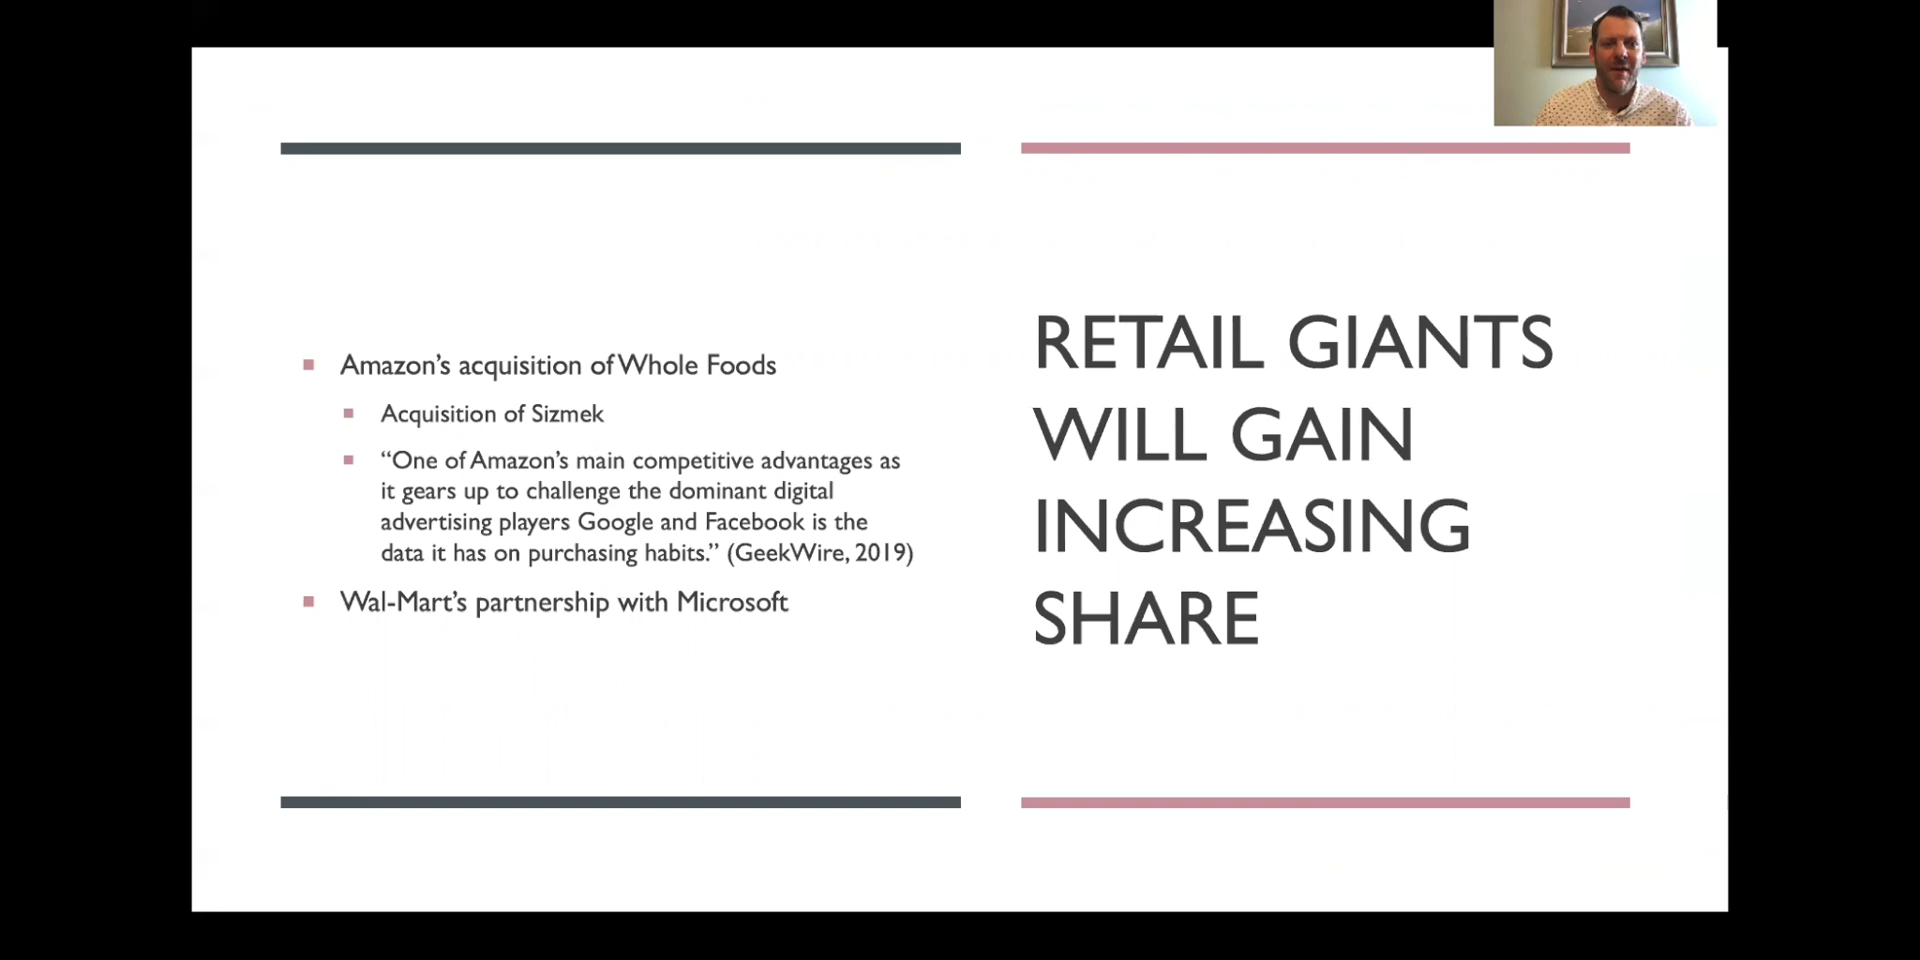 Amazon’s acquisition of Whole Foods
Acquisition of Sizmek
“One of Amazon’s main competitive advantages as
it gears up to challenge the dominant digital
advertising players Google and Facebook is the
data it has on purchasing habits.” (GeekWire, 2019)
Wal-Mart’s partnership with Microsoft
RETAIL GIANTS
WILL GAIN
INCREASING
SHARE